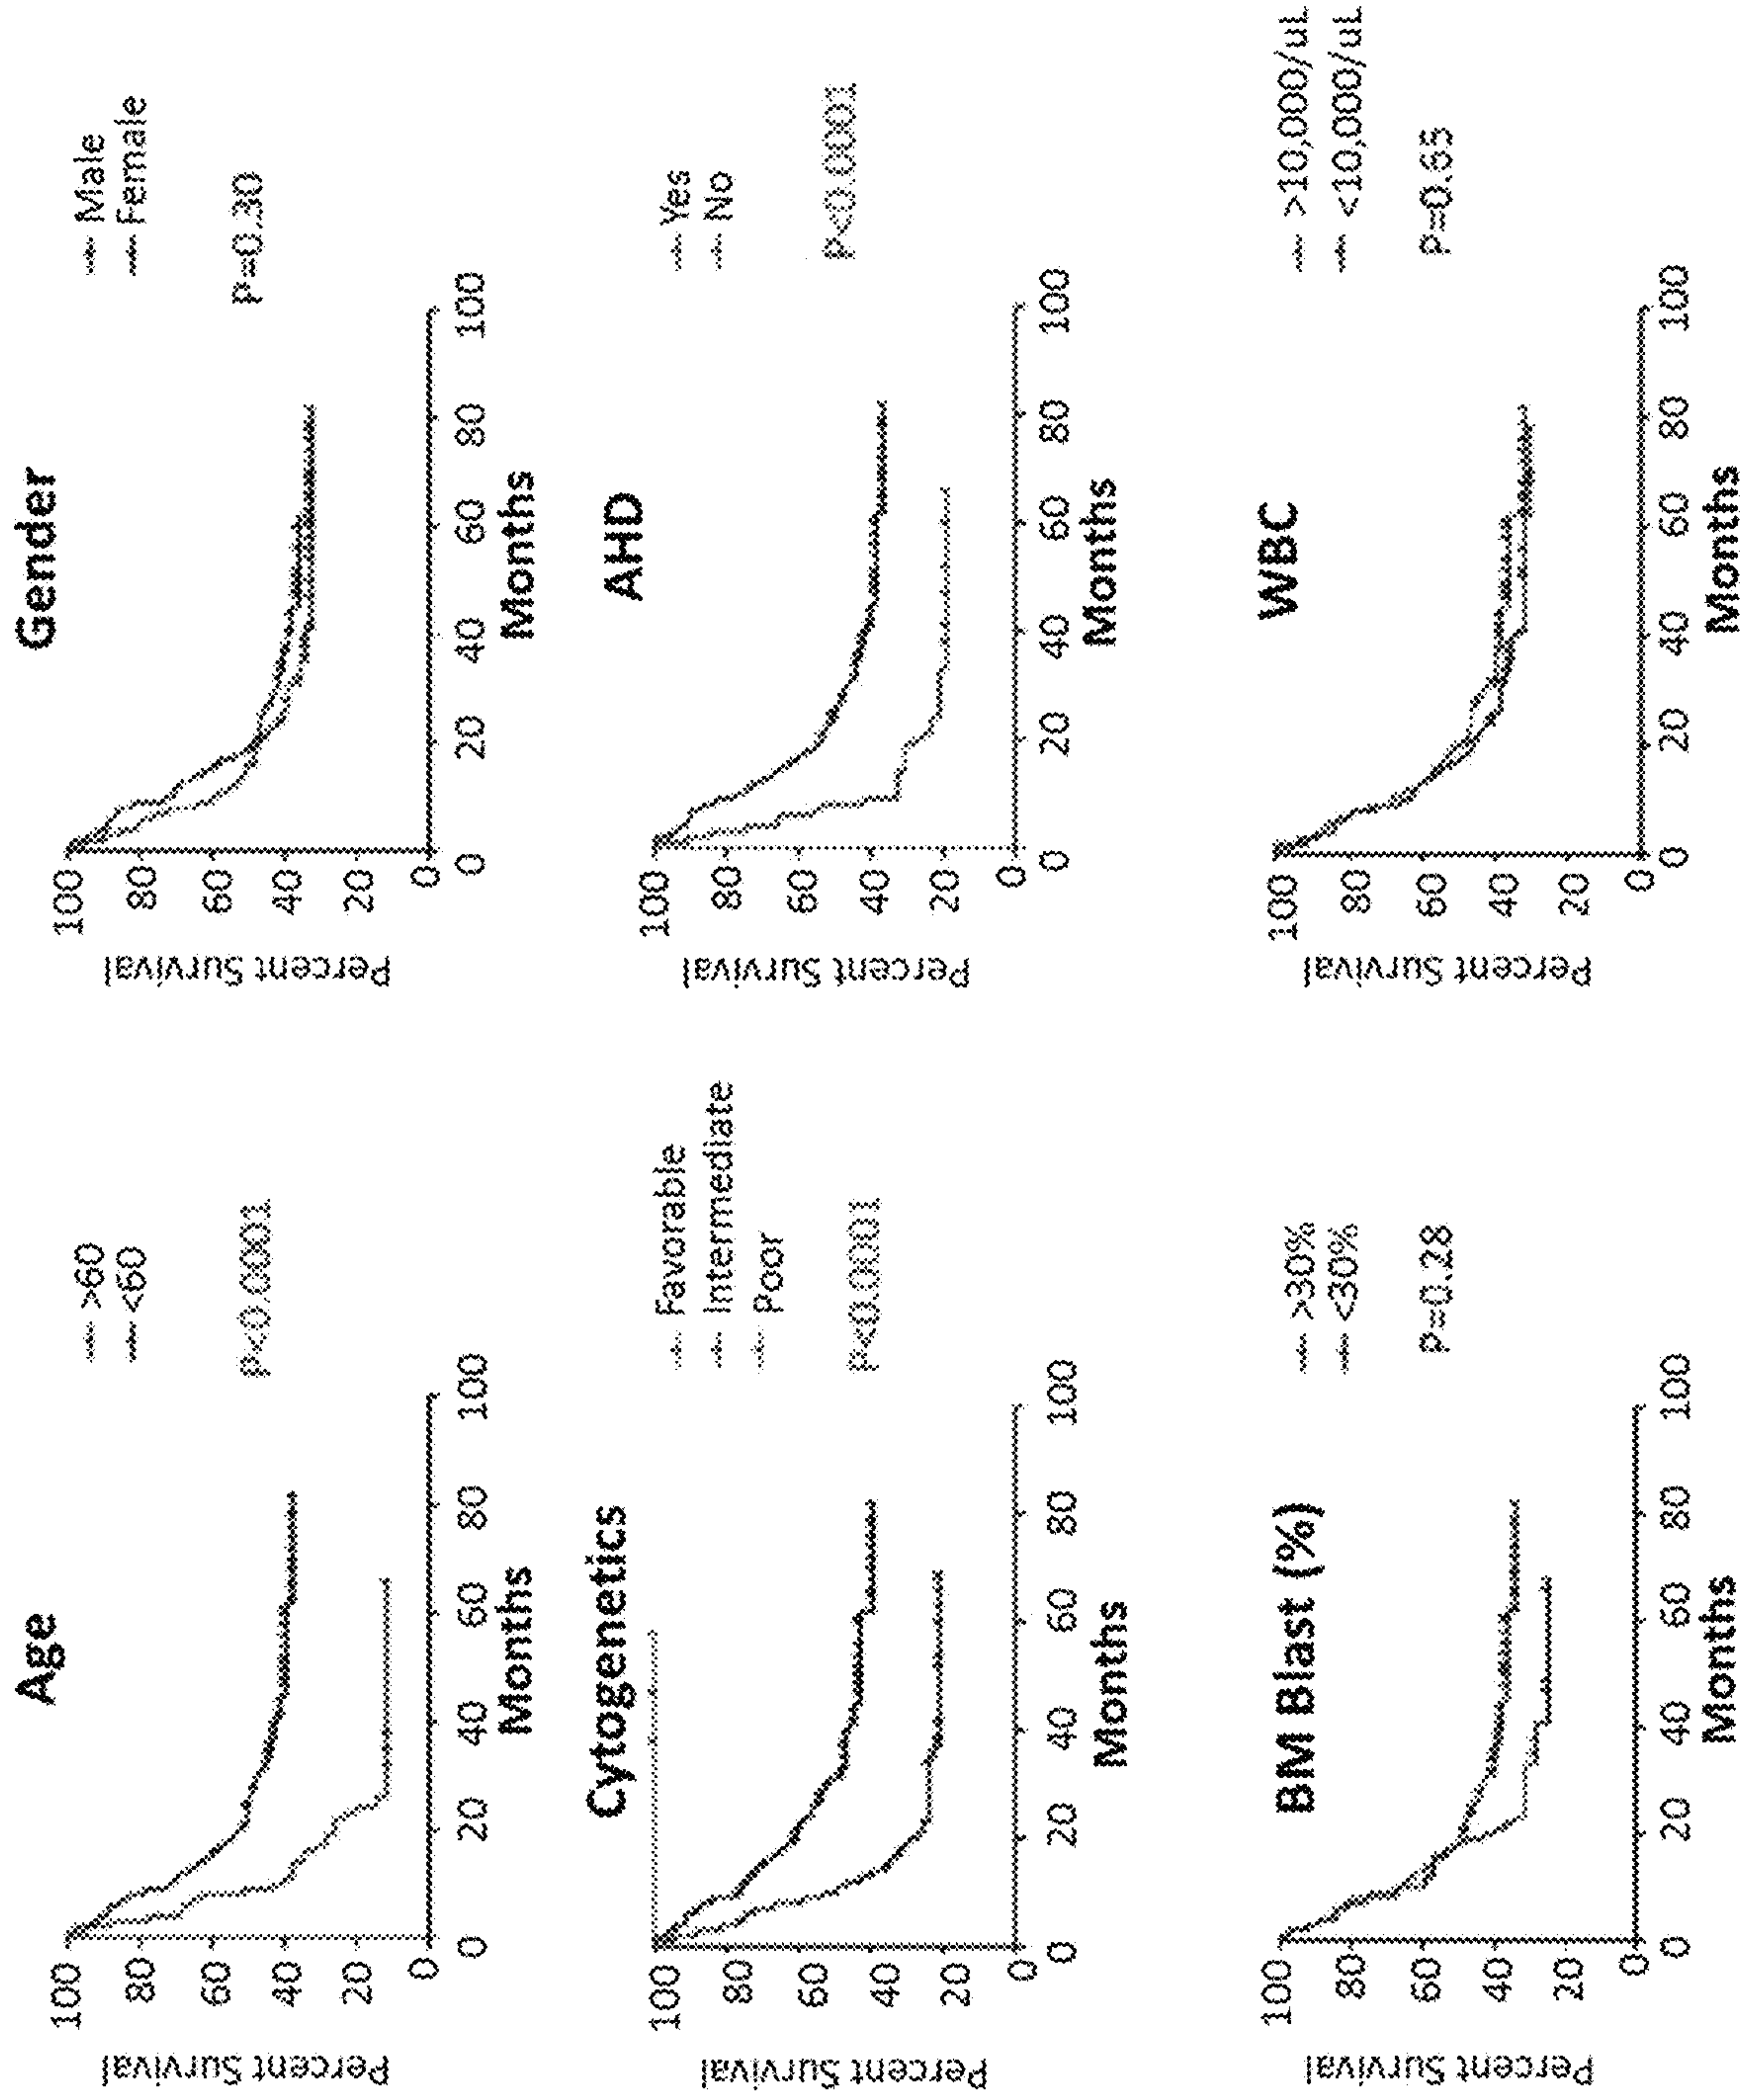 Age
>60
<60
P<0.0001
Percent Survival
100
80
60
40
20
0
0 20 40 60 80 100
Months
Gender
Male
Female
P=0.30
Percent Survival
100
80
60
40
20
0
0 20 40 60 80 100
Months
Cytogenetics
Favorable
Intermediate
Poor
P<0.0001
Percent Survival
100
80
60
40
20
0
0 20 40 60 80 100
Months
AHD
Yes
No
P<0.0001
Percent Survival
100
80
60
40
20
0
0 20 40 60 80 100
Months
BM Blast (%)
>30%
<30%
P=0.28
Percent Survival
100
80
60
40
20
0
0 20 40 60 80 100
Months
WBC
>10,000/uL
<10,000/uL
P=0.65
Percent Survival
100
80
60
40
20
0
0 20 40 60 80 100
Months